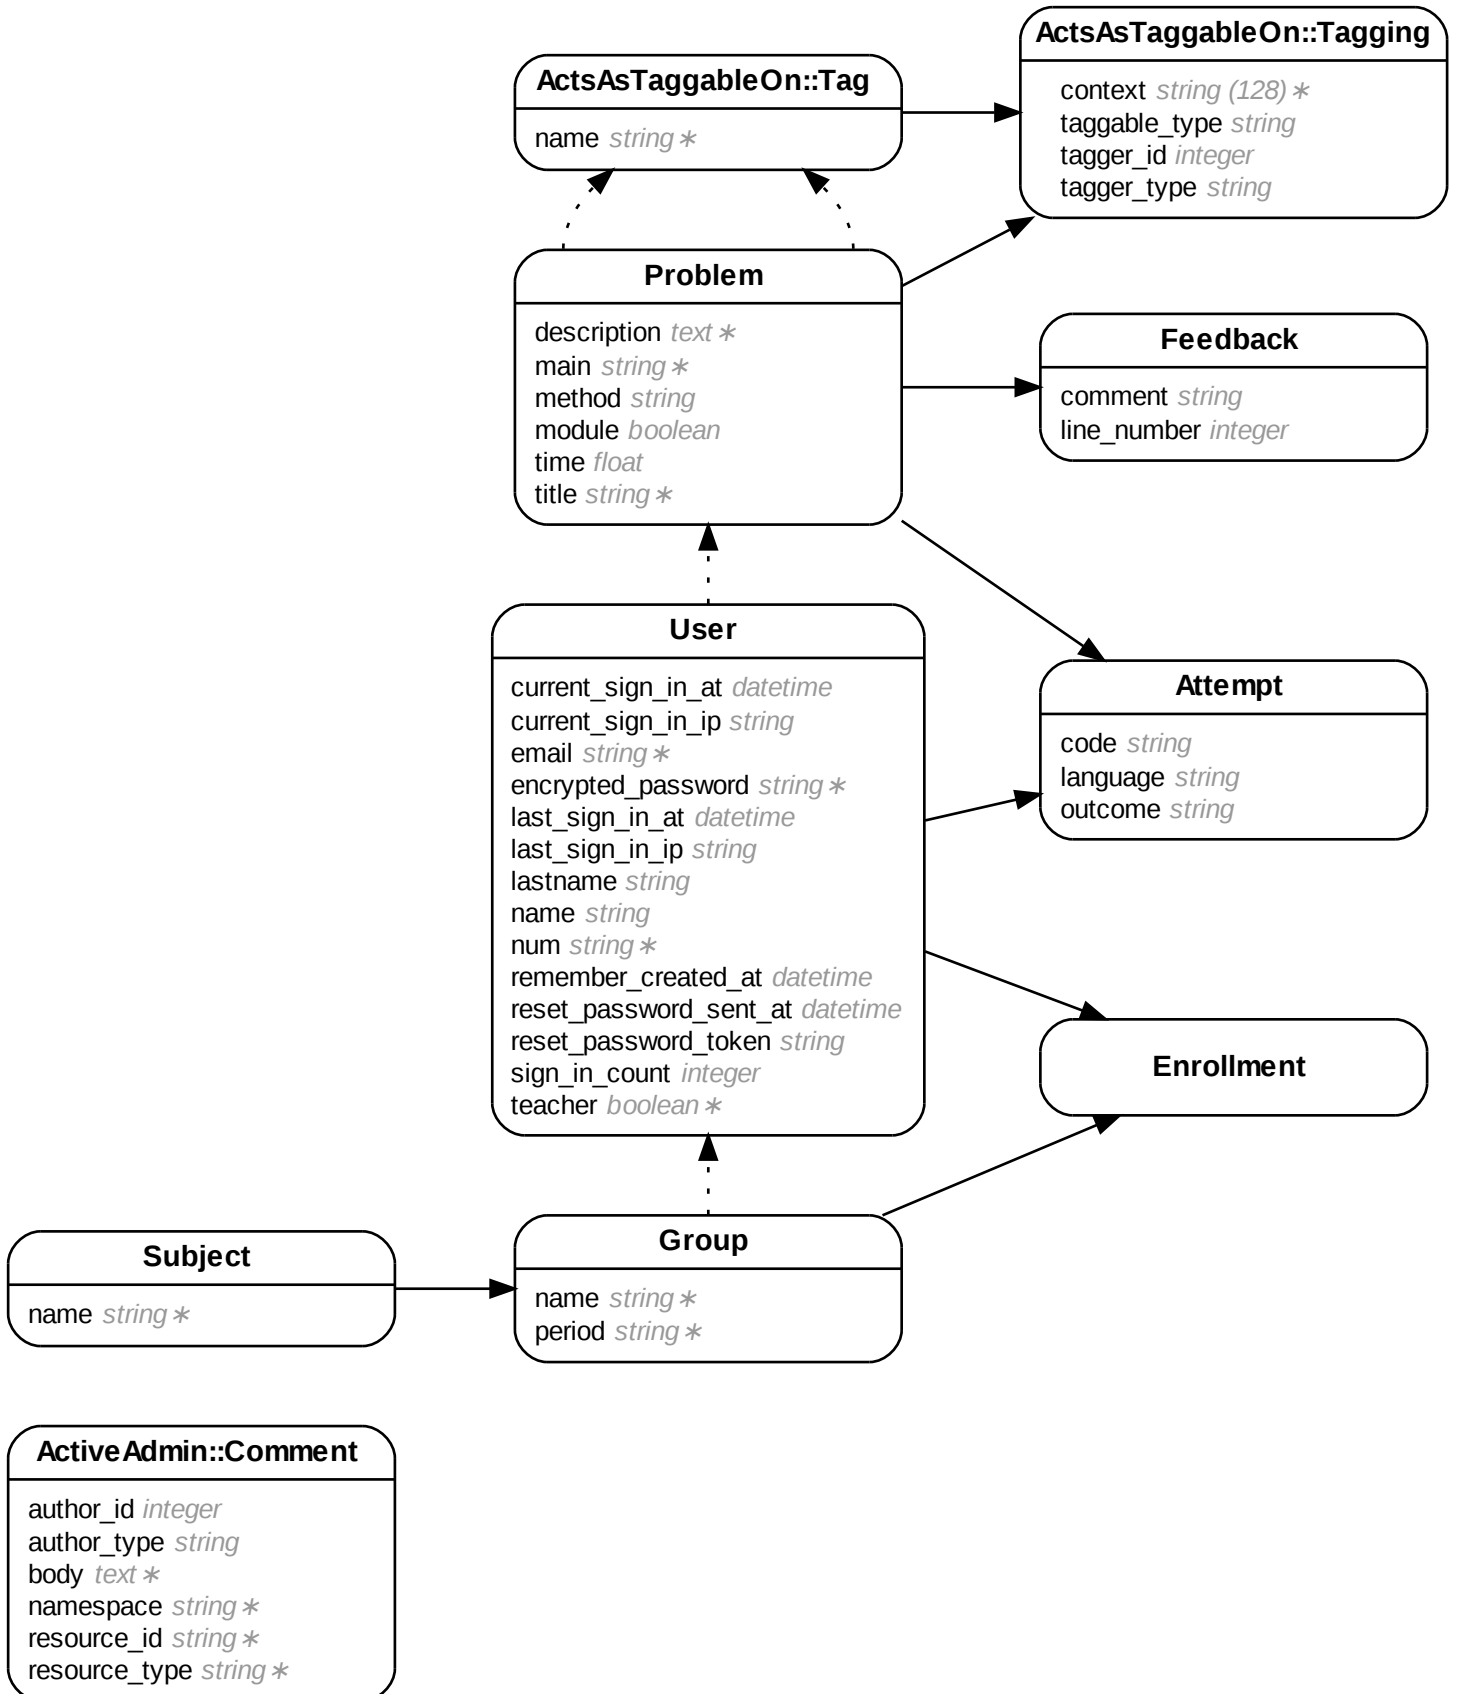 ActsAsTaggableOn::Tagging
context string (128) ∗
taggable_type string
tagger_id integer
tagger_type string
ActsAsTaggableOn::Tag
name string ∗
Problem
description text ∗
main string ∗
method string
module boolean
time float
title string ∗
Feedback
comment string
line_number integer
User
current_sign_in_at datetime
current_sign_in_ip string
email string ∗
encrypted_password string ∗
last_sign_in_at datetime
last_sign_in_ip string
lastname string
name string
num string ∗
remember_created_at datetime
reset_password_sent_at datetime
reset_password_token string
sign_in_count integer
teacher boolean ∗
Attempt
code string
language string
outcome string
Enrollment
Subject
name string ∗
Group
name string ∗
period string ∗
ActiveAdmin::Comment
author_id integer
author_type string
body text ∗
namespace string ∗
resource_id string ∗
resource_type string ∗